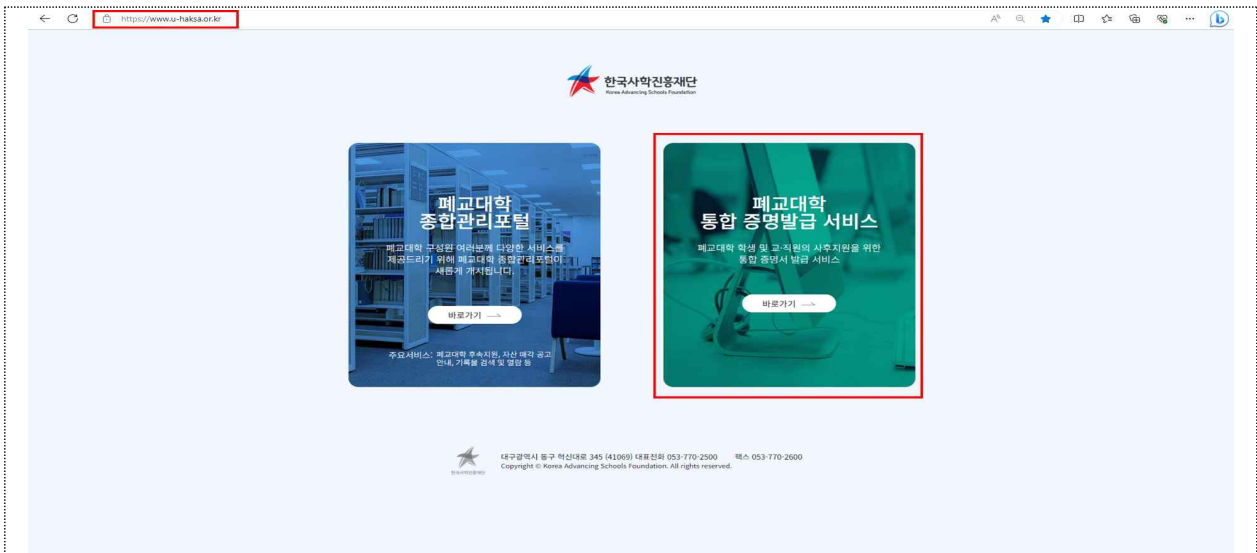 https://www.u-haksa.or.kr
한국사학진흥재단
Korea Advancing Schools Foundation
폐교대학
종합관리포털
폐교대학 구성원 여러분께 다양한 서비스를
제공드리기 위해 폐교대학 종합관리포털이
새롭게 개시됩니다.
바로가기
주요서비스: 폐교대학 후속지원, 자산 매각 공고
안내, 기록물 검색 및 열람 등
폐교대학
통합 증명발급 서비스
폐교대학 학생 및 교·직원의 사후지원을 위한
통합 증명서 발급 서비스
바로가기
한국사학진흥재단
대구광역시 동구 혁신대로 345 (41069) 대표전화 053-770-2500 팩스 053-770-2600
Copyright © Korea Advancing Schools Foundation. All rights reserved.